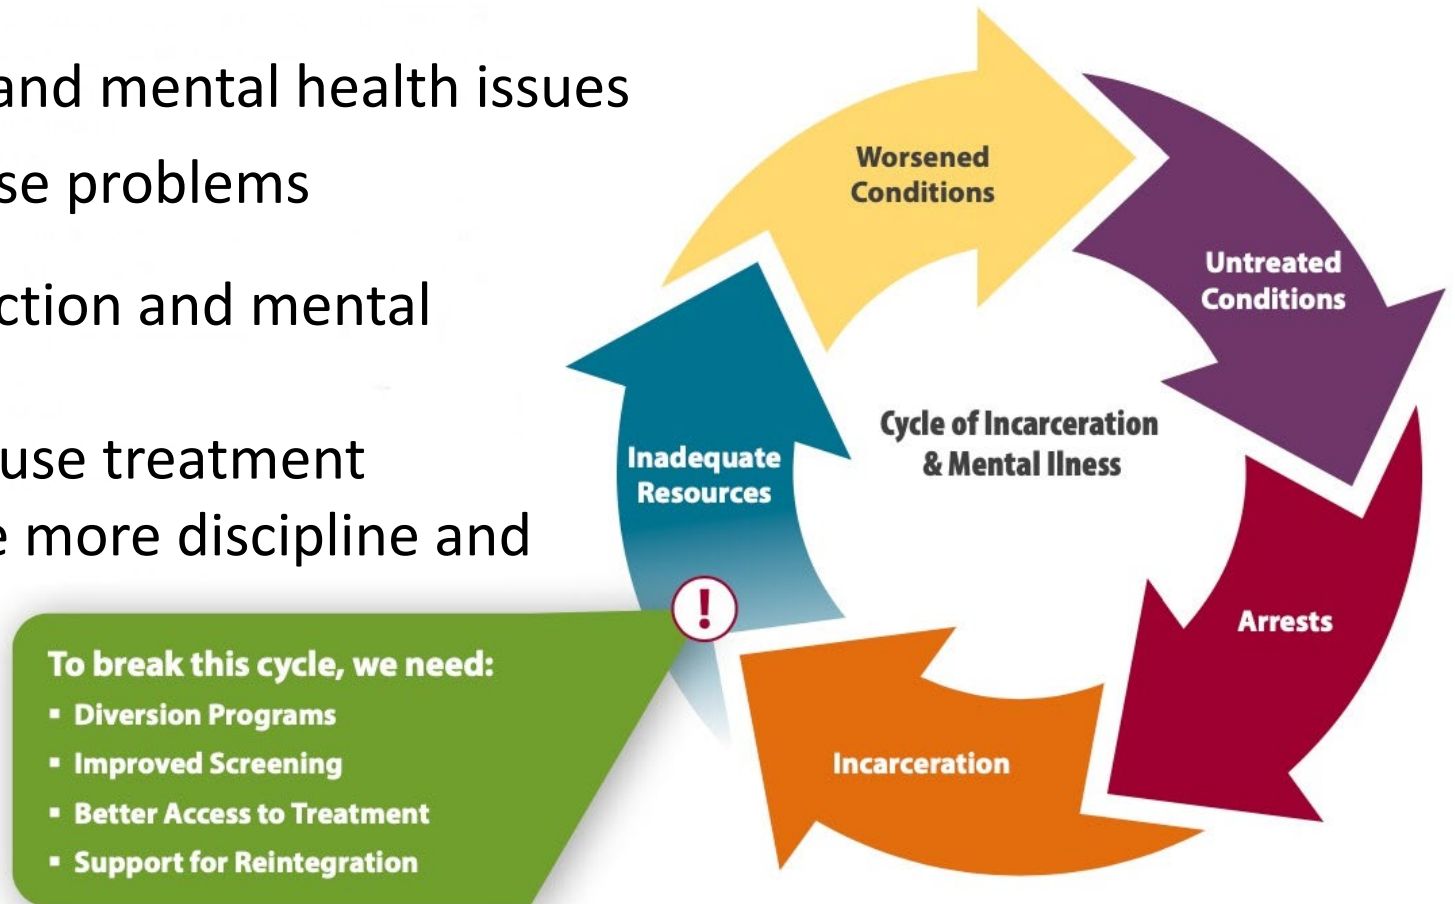 and mental health issues
se problems
ction and mental
use treatment
e more discipline and
Worsened
Conditions
Untreated
Conditions
Cycle of Incarceration
& Mental Ilness
Inadequate
Resources
!
Arrests
Incarceration
To break this cycle, we need:
▪ Diversion Programs
▪ Improved Screening
▪ Better Access to Treatment
▪ Support for Reintegration